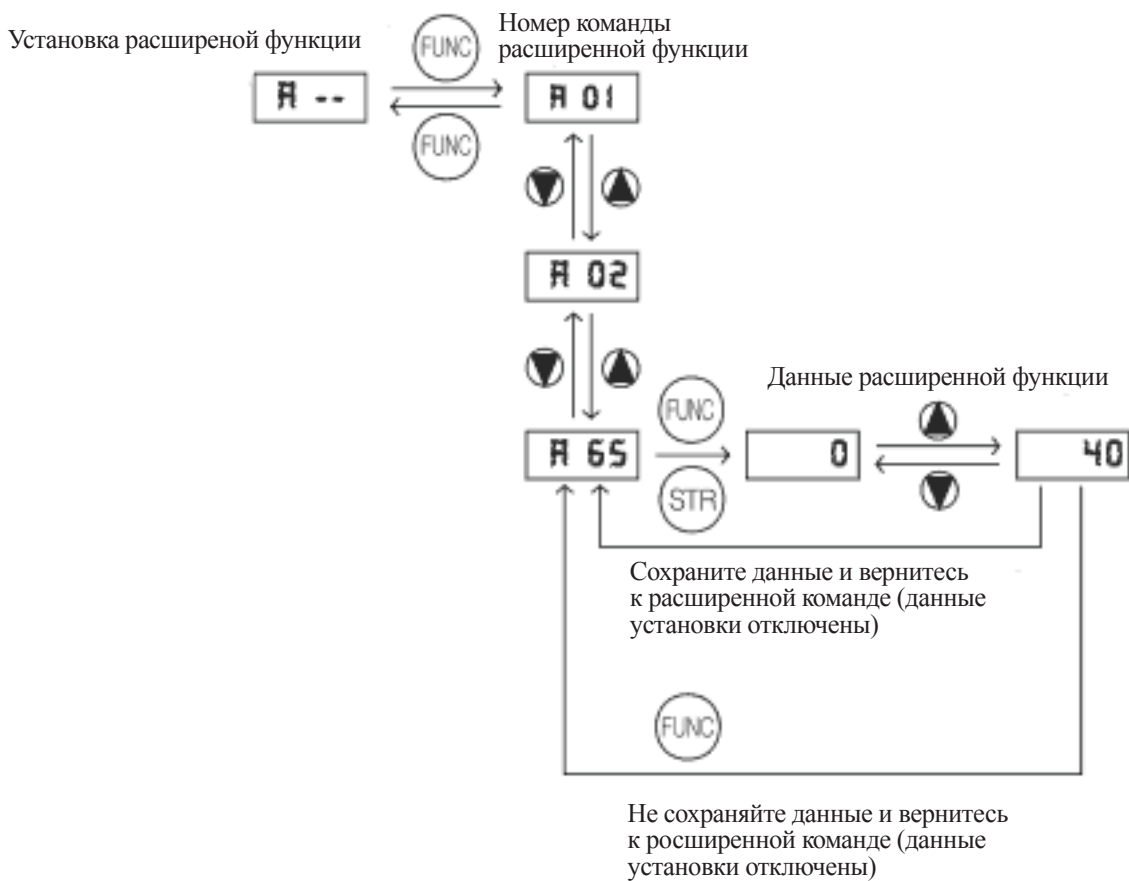 Установка расширеной функции
FUNC
Номер команды
расширенной функции
A --
A 01
FUNC
A 02
Данные расширенной функции
FUNC
A 65
0
40
STR
Сохраните данные и вернитесь
к расширенной команде (данные
установки отключены)
FUNC
Не сохраняйте данные и вернитесь
к росширенной команде (данные
установки отключены)